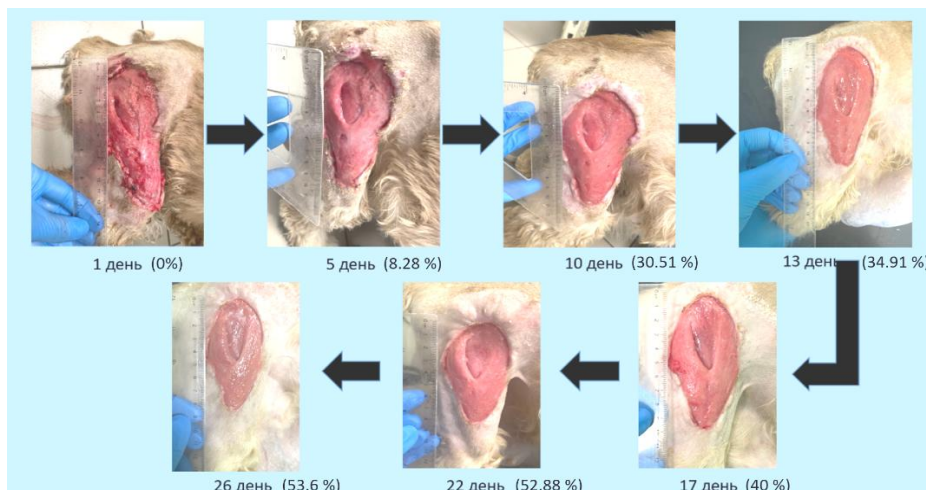 1 день (0%)
5 день (8.28 %)
10 день (30.51 %)
13 день (34.91 %)
26 день (53.6 %)
22 день (52.88 %)
17 день (40 %)